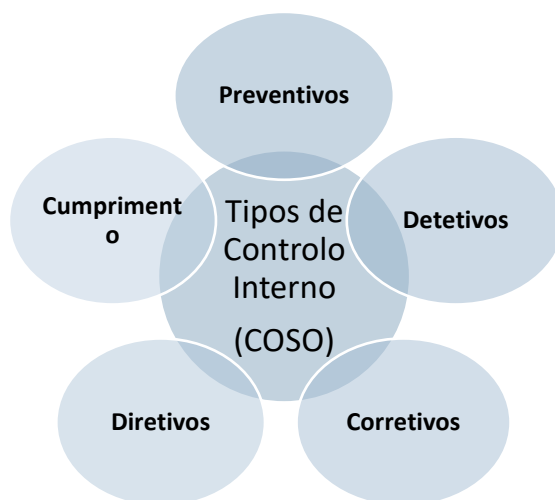 Preventivos
Cumpriment
o
Tipos de
Controlo
Interno
(COSO)
Detetivos
Diretivos
Corretivos